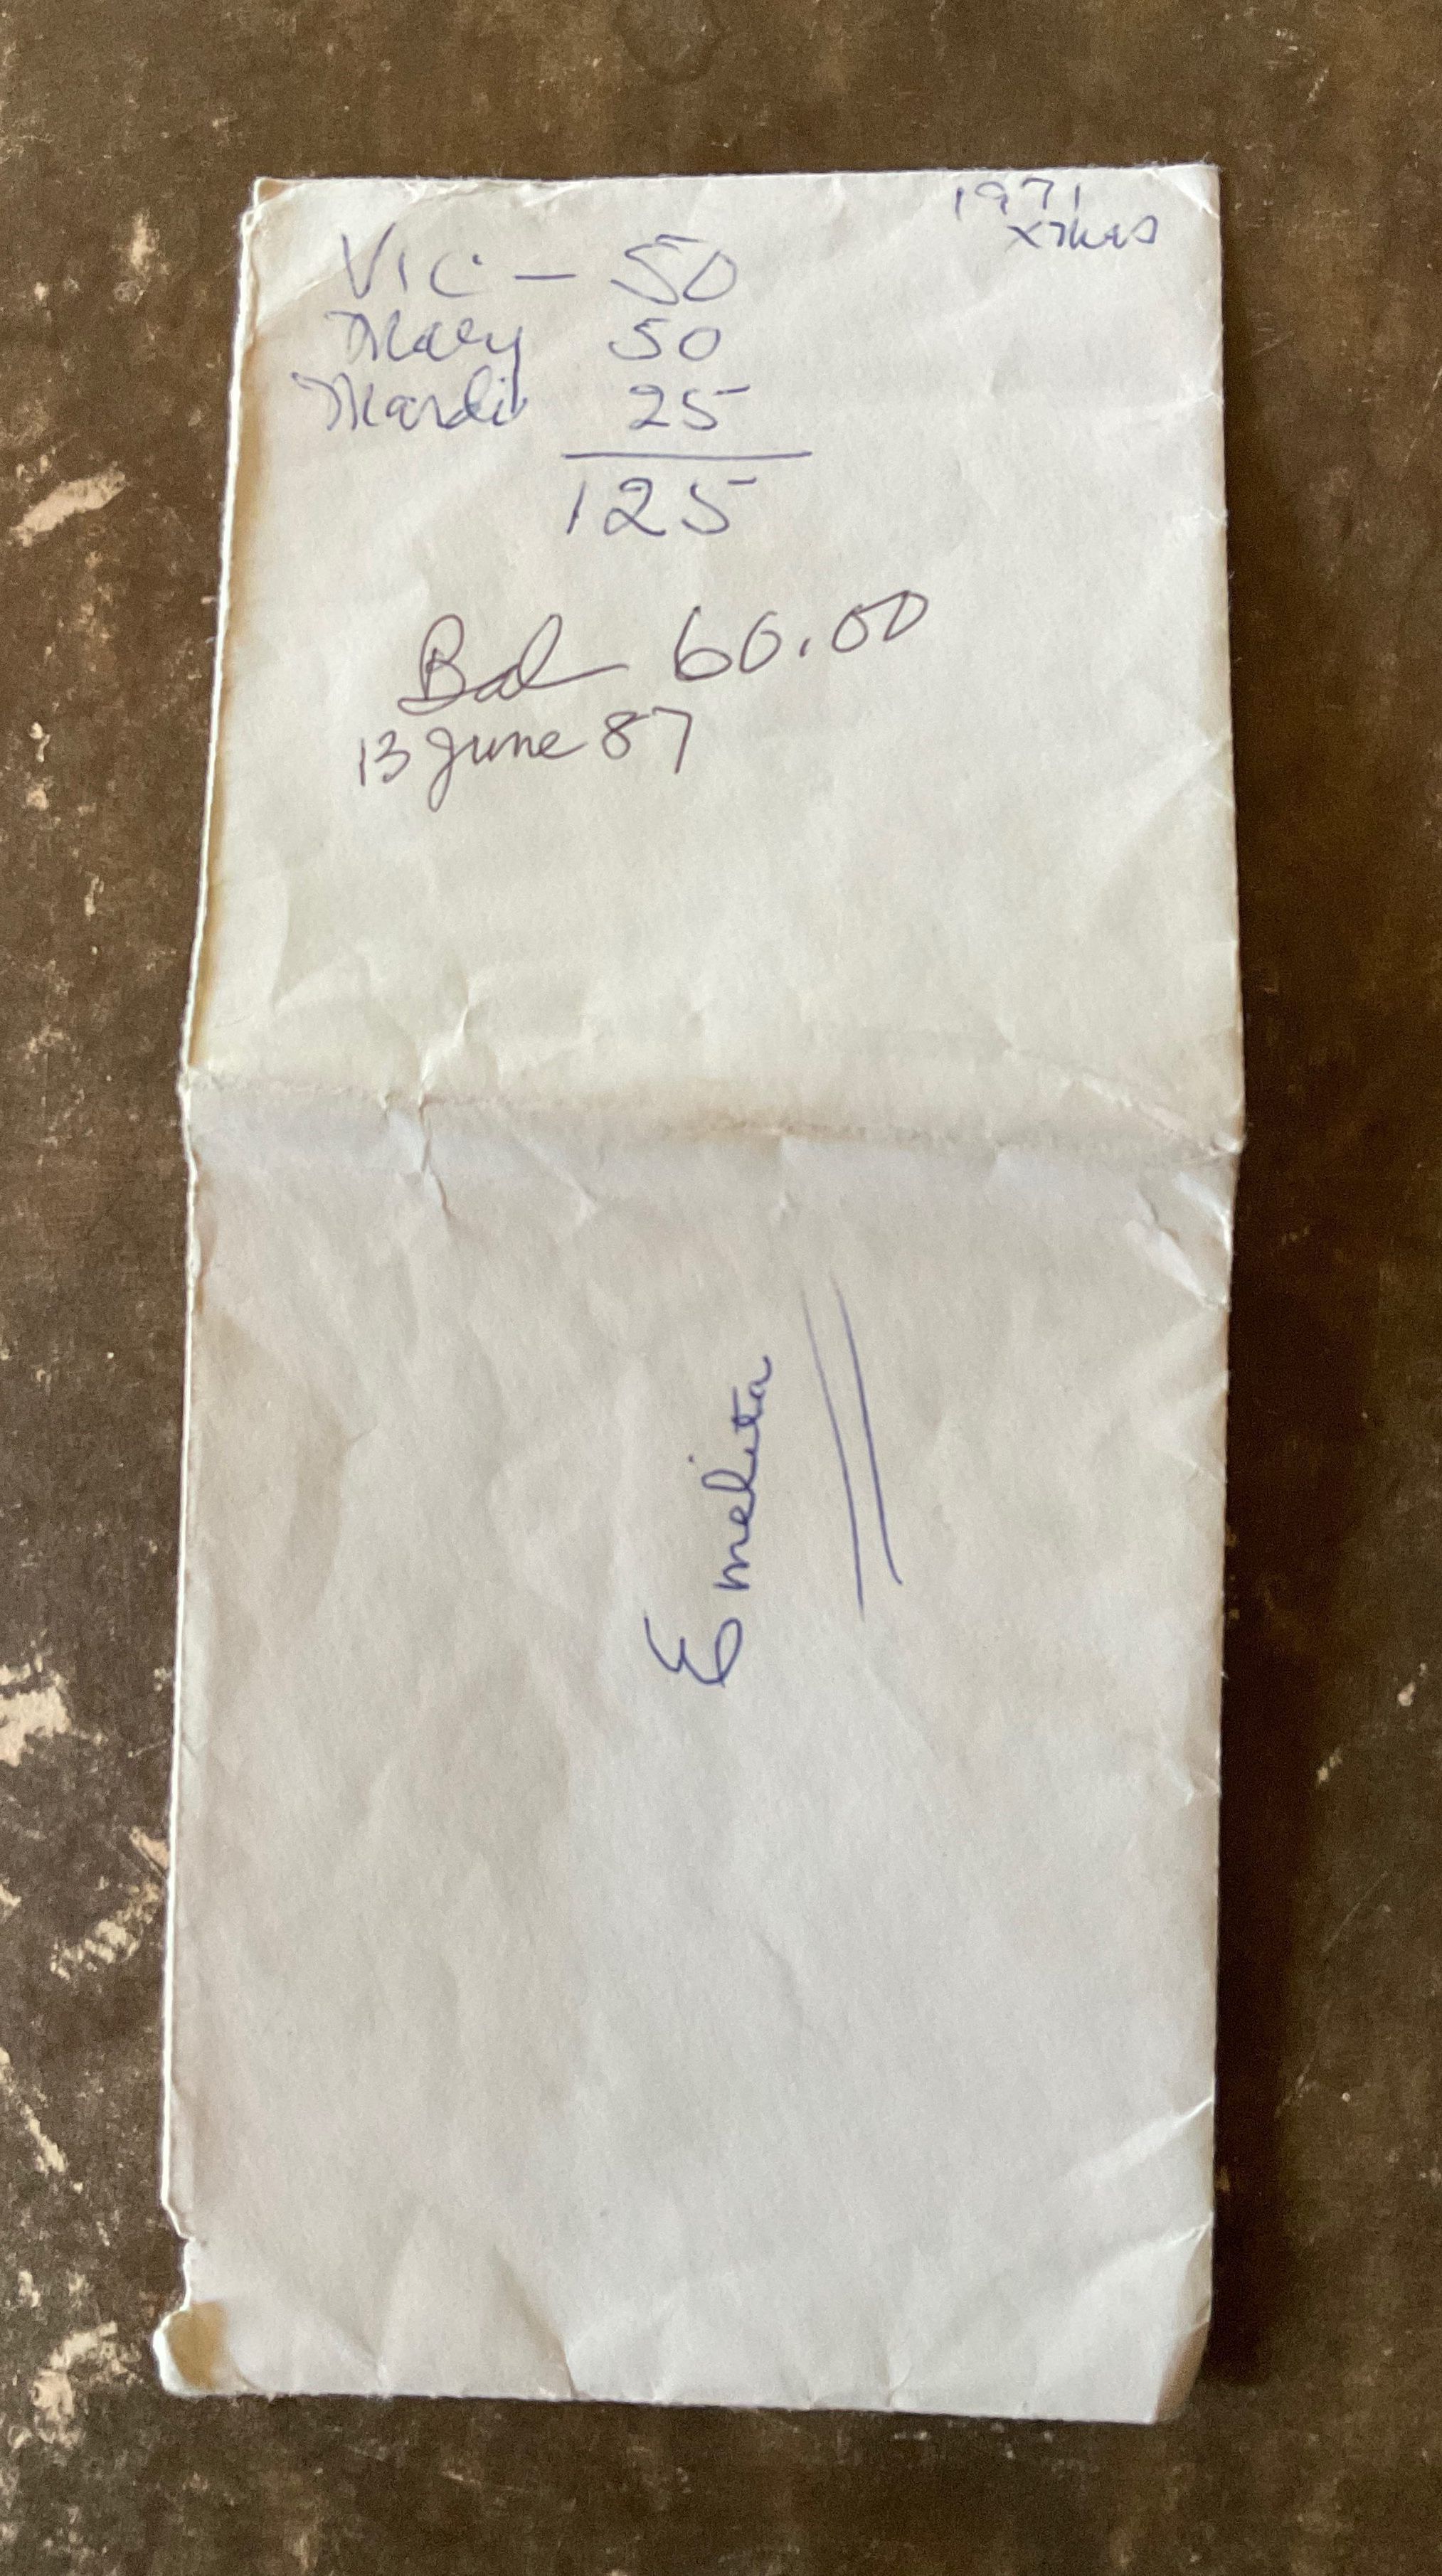 1971
Xmas
Vic. — 50
Mary 50
Mardi 25
125
Bal 60.00
13 June 87
Emelita